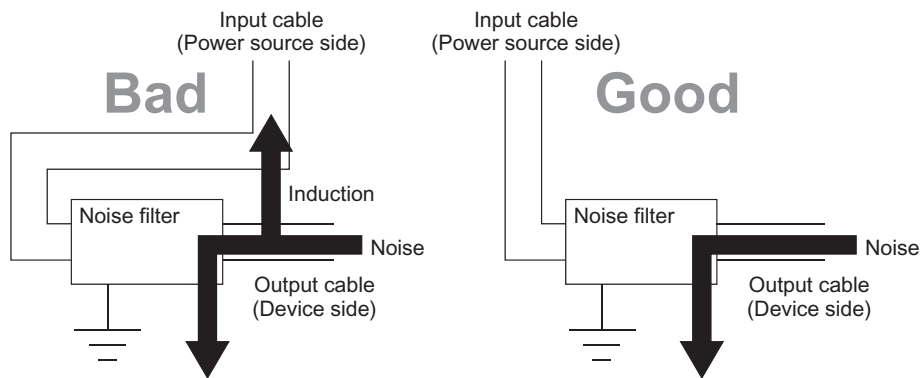 Input cable
(Power source side)
Bad
Induction
Noise filter
Noise
Output cable
(Device side)
Input cable
(Power source side)
Good
Noise filter
Noise
Output cable
(Device side)